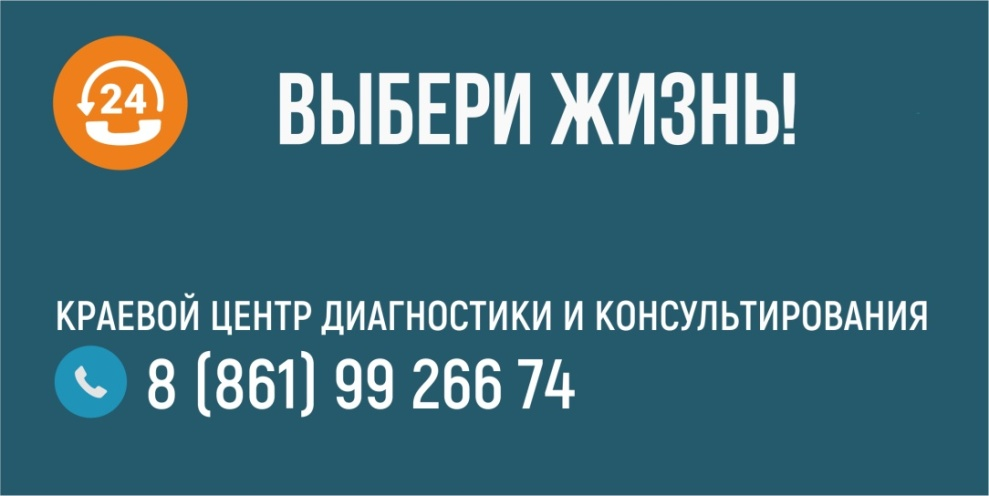 24
ВЫБЕРИ ЖИЗНЬ!
КРАЕВОЙ ЦЕНТР ДИАГНОСТИКИ И КОНСУЛЬТИРОВАНИЯ
8 (861) 99 266 74